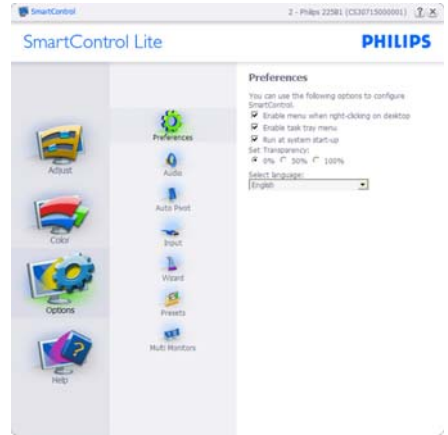 SmartControl
2 - Philips 225B1 (CS30715000001)
SmartControl Lite
PHILIPS
Adjust
Color
Options
Help
Preferences
Audio
Auto Pivot
Input
Wizard
Presets
Multi Monitors
Preferences
You can use the following options to configure
SmartControl.
Enable menu when right-clicking on desktop
Enable task tray menu
Run at system start-up
Set Transparency:
0% 50% 100%
Select language:
English